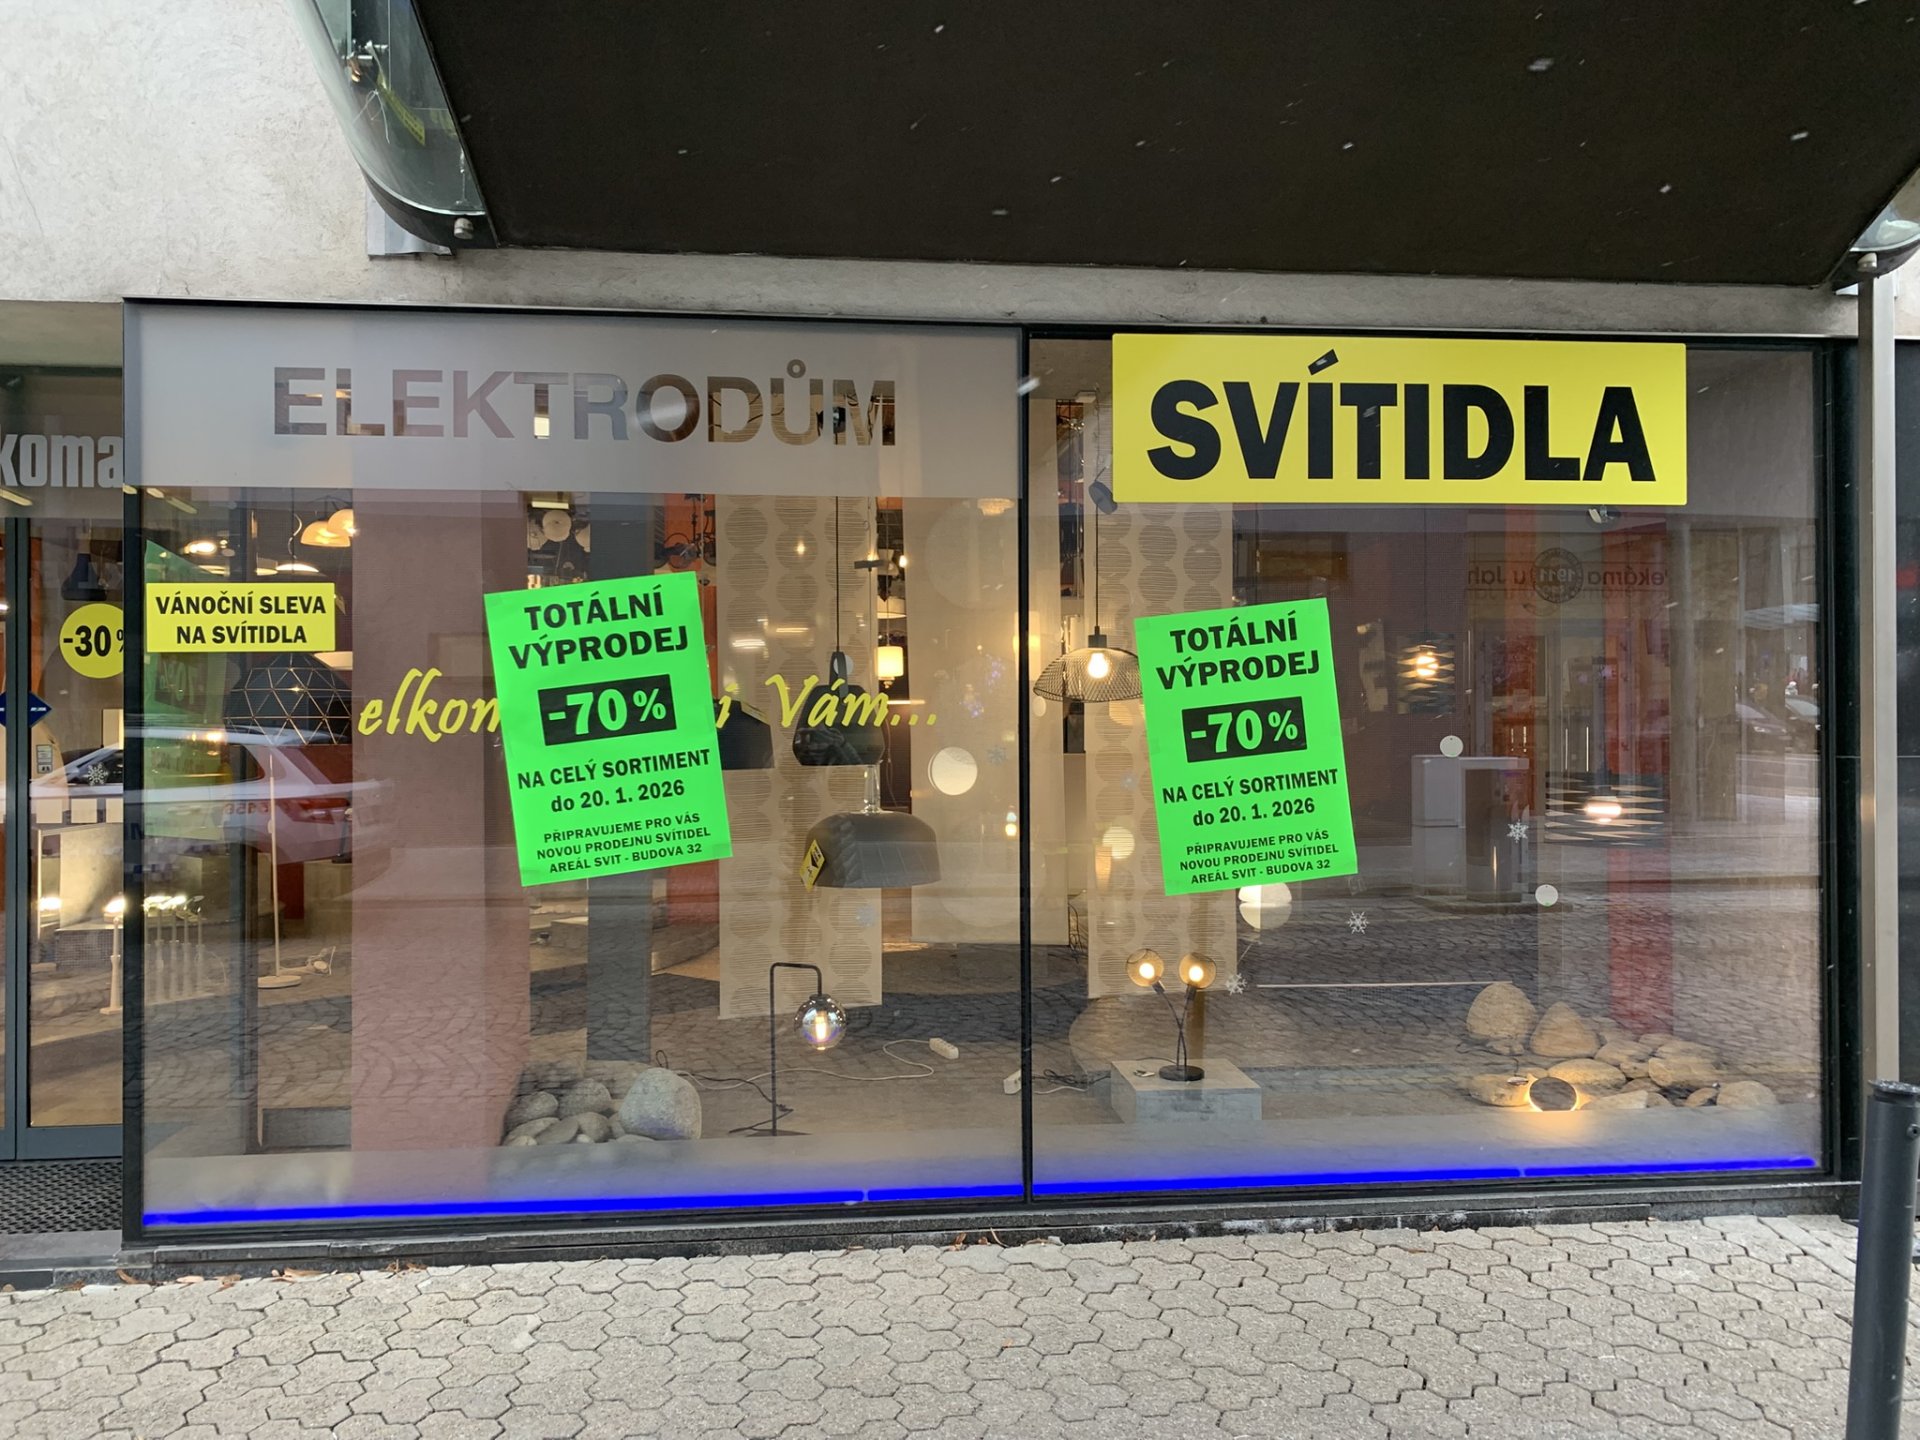 ELEKTRODŮM
SVÍTIDLA
koma
-30%
VÁNOČNÍ SLEVA
NA SVÍTIDLA
Vám...
TOTÁLNÍ
VÝPRODEJ
-70%
NA CELÝ SORTIMENT
do 20. 1. 2026
PŘIPRAVUJEME PRO VÁS
NOVOU PRODEJNU SVÍTIDEL
AREÁL SVIT - BUDOVA 32
TOTÁLNÍ
VÝPRODEJ
-70%
NA CELÝ SORTIMENT
do 20. 1. 2026
PŘIPRAVUJEME PRO VÁS
NOVOU PRODEJNU SVÍTIDEL
AREÁL SVIT - BUDOVA 32